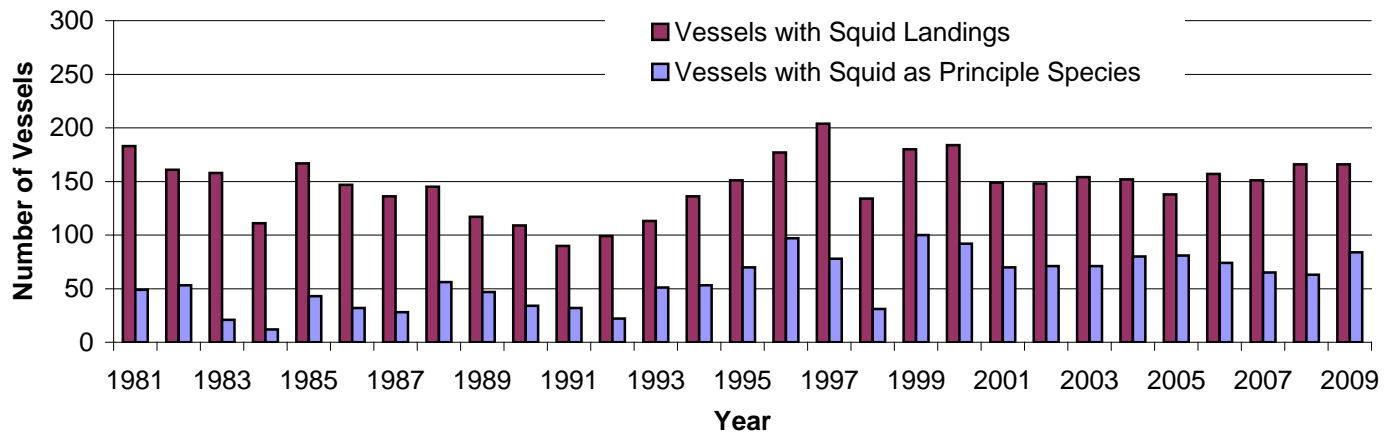 300
250
200
150
100
50
0
Number of Vessels
Vessels with Squid Landings
Vessels with Squid as Principle Species
1981 1983 1985 1987 1989 1991 1993 1995 1997 1999 2001 2003 2005 2007 2009
Year